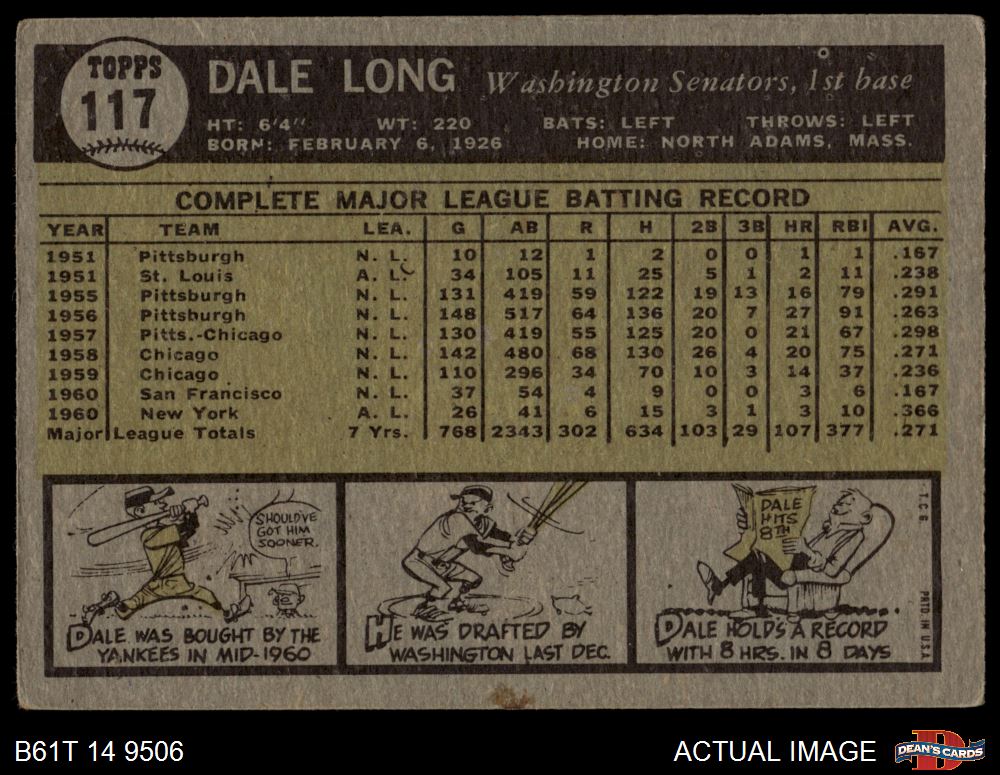 TOPPS
117
DALE LONG Washington Senators, 1st base
HT: 6'4" WT: 220 BATS: LEFT THROWS: LEFT
BORN: FEBRUARY 6, 1926 HOME: NORTH ADAMS, MASS.
COMPLETE MAJOR LEAGUE BATTING RECORD
YEAR TEAM LEA. G AB R H 2B 3B HR RBI AVG.
1951 Pittsburgh N. L. 10 12 1 2 0 0 1 1 .167
1951 St. Louis A. L. 34 105 11 25 5 1 2 11 .238
1955 Pittsburgh N. L. 131 419 59 122 19 13 16 79 .291
1956 Pittsburgh N. L. 148 517 64 136 20 7 27 91 .263
1957 Pitts.-Chicago N. L. 130 419 55 125 20 0 21 67 .298
1958 Chicago N. L. 142 480 68 130 26 4 20 75 .271
1959 Chicago N. L. 110 296 34 70 10 3 14 37 .236
1960 San Francisco N. L. 37 54 4 9 0 0 3 6 .167
1960 New York A. L. 26 41 6 15 3 1 3 10 .366
Major League Totals 7 Yrs. 768 2343 302 634 103 29 107 377 .271
SHOULD'VE
GOT HIM
SOONER.
DALE WAS BOUGHT BY THE
YANKEES IN MID-1960
HE WAS DRAFTED BY
WASHINGTON LAST DEC.
DALE
HITS
8TH
DALE HOLDS A RECORD
WITH 8 HRS. IN 8 DAYS
T.C.G.
PRTD IN U.S.A.
B61T 14 9506
ACTUAL IMAGE
D
DEAN'S CARDS